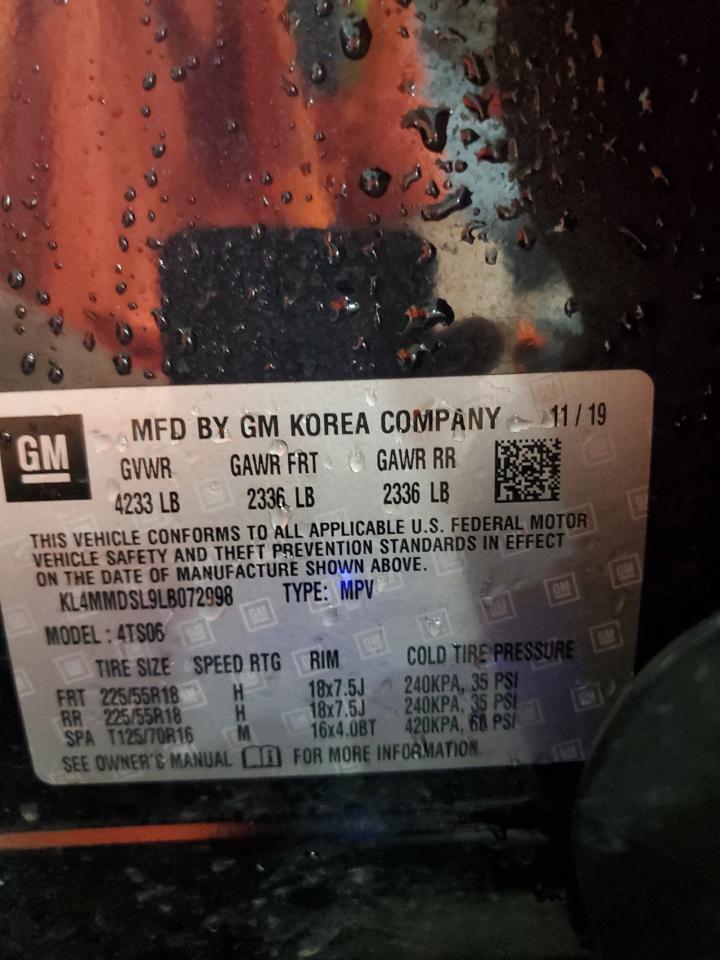 GM
MFD BY GM KOREA COMPANY 11 / 19
GVWR GAWR FRT GAWR RR
4233 LB 2336 LB 2336 LB
THIS VEHICLE CONFORMS TO ALL APPLICABLE U.S. FEDERAL MOTOR
VEHICLE SAFETY AND THEFT PREVENTION STANDARDS IN EFFECT
ON THE DATE OF MANUFACTURE SHOWN ABOVE.
KL4MMDSL9LB072998 TYPE: MPV
MODEL : 4TS06
TIRE SIZE SPEED RTG RIM COLD TIRE PRESSURE
FRT 225/55R18 H 18x7.5J 240KPA, 35 PSI
RR 225/55R18 H 18x7.5J 240KPA, 35 PSI
SPA T125/70R16 M 16x4.0BT 420KPA, 60 PSI
SEE OWNER'S MANUAL FOR MORE INFORMATION.